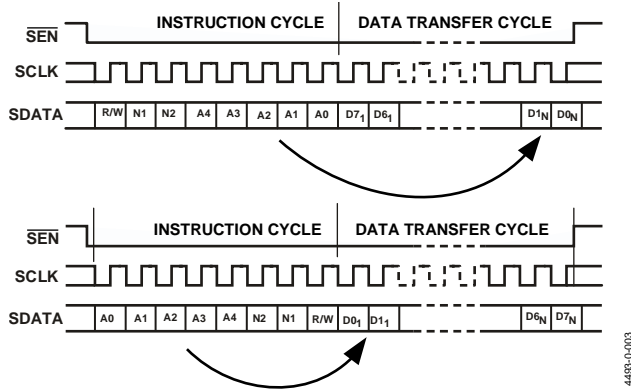 INSTRUCTION CYCLE DATA TRANSFER CYCLE
SEN
SCLK
SDATA R/W N1 N2 A4 A3 A2 A1 A0 D71 D61 D1N D0N
INSTRUCTION CYCLE DATA TRANSFER CYCLE
SEN
SCLK
SDATA A0 A1 A2 A3 A4 N2 N1 R/W D01 D11 D6N D7N
4493-0-003